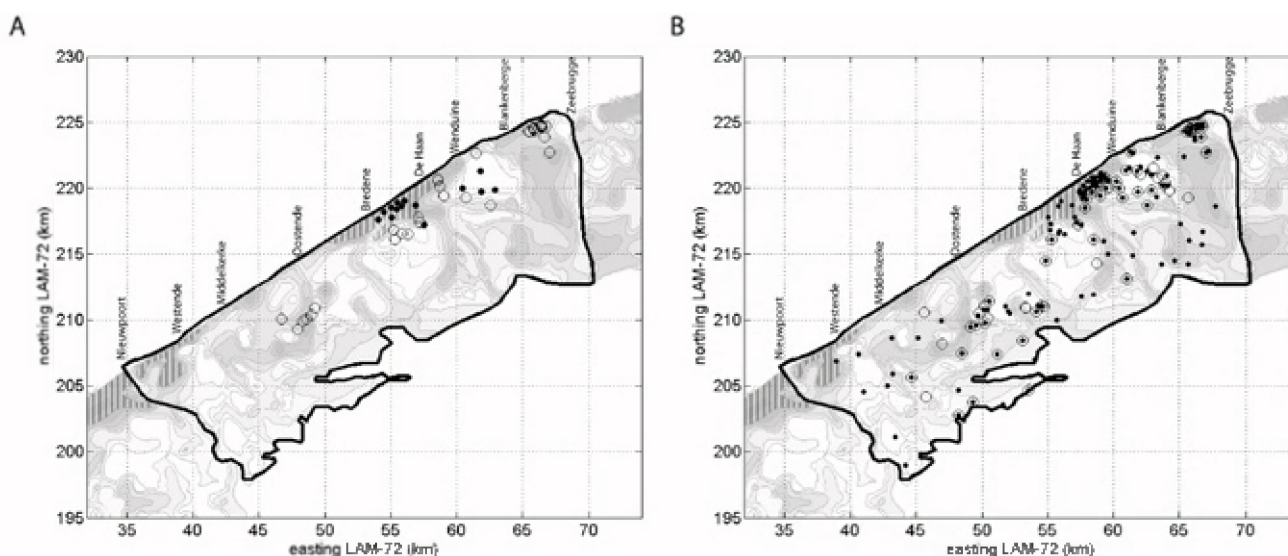 A
230
225
220
215
210
205
200
195
northing LAM-72 (km)
35 40 45 50 55 60 65 70
easting LAM-72 (km)
Nieuwpoort
Westende
Middelkerke
Oostende
Bredene
De Haan
Wenduine
Blankenberge
Zeebrugge
B
230
225
220
215
210
205
200
195
northing LAM-72 (km)
35 40 45 50 55 60 65 70
easting LAM-72 (km)
Nieuwpoort
Westende
Middelkerke
Oostende
Bredene
De Haan
Wenduine
Blankenberge
Zeebrugge